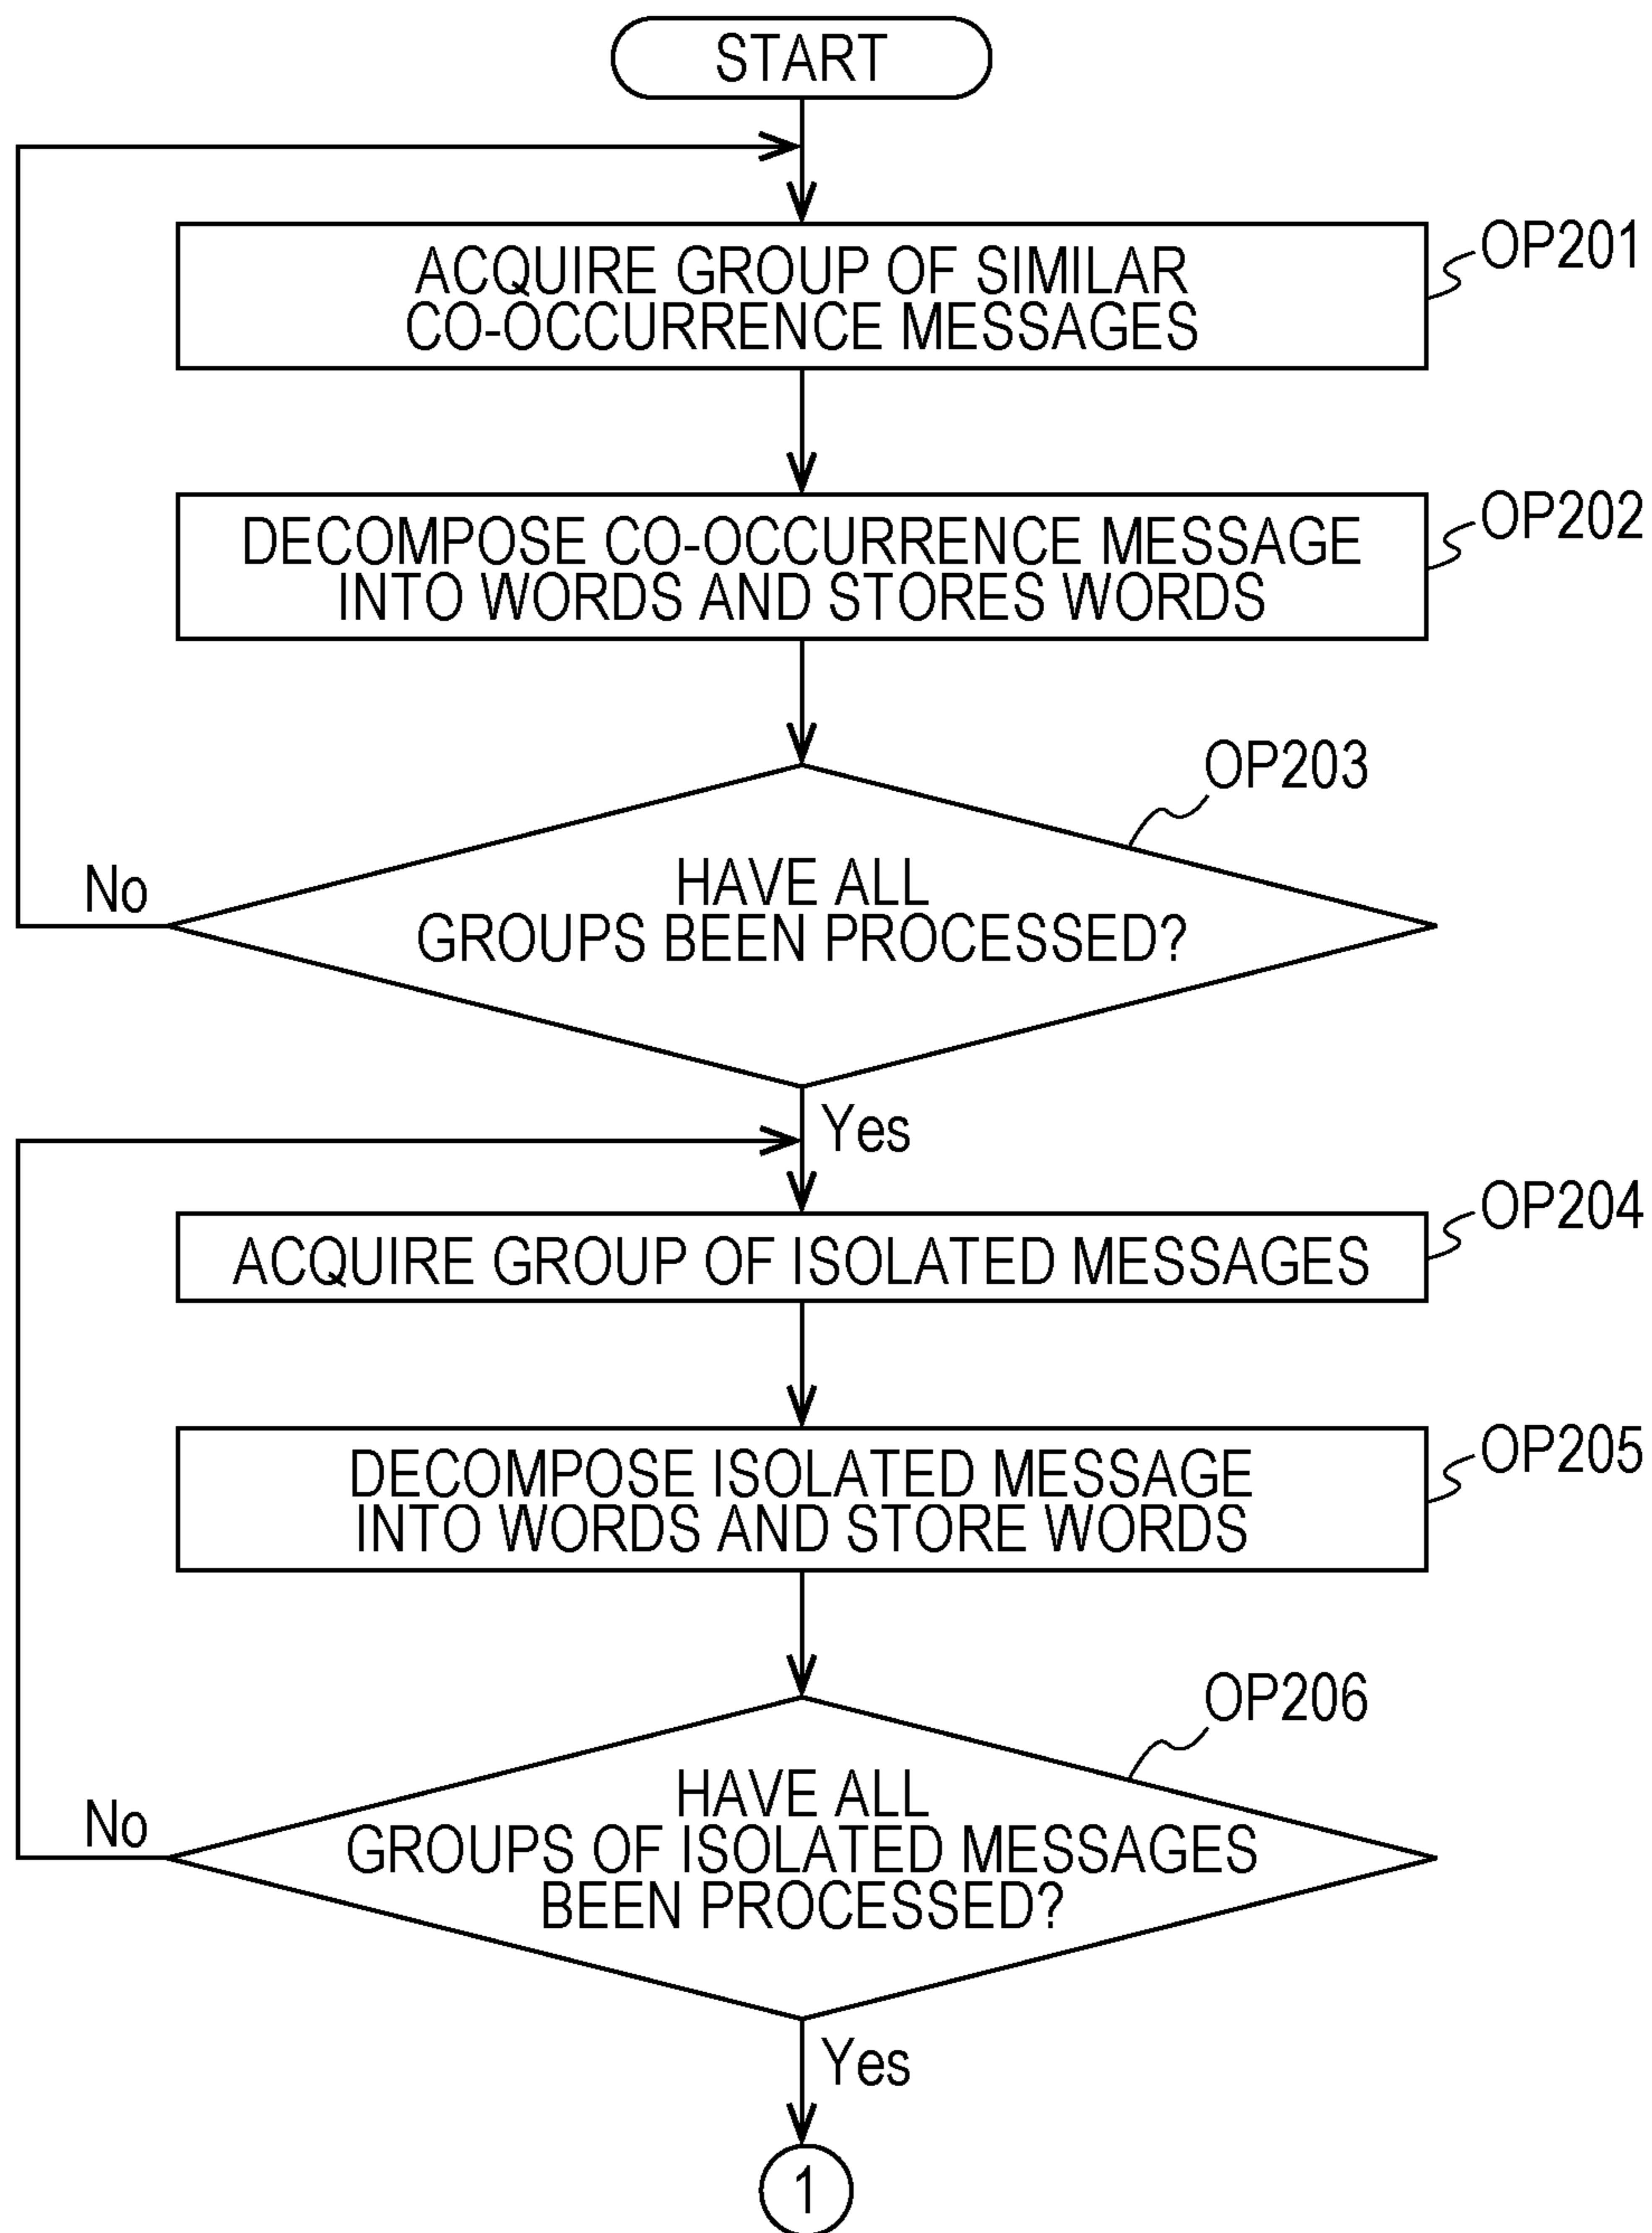 START
ACQUIRE GROUP OF SIMILAR
CO-OCCURRENCE MESSAGES
OP201
DECOMPOSE CO-OCCURRENCE MESSAGE
INTO WORDS AND STORES WORDS
OP202
OP203
HAVE ALL
GROUPS BEEN PROCESSED?
No
Yes
ACQUIRE GROUP OF ISOLATED MESSAGES
OP204
DECOMPOSE ISOLATED MESSAGE
INTO WORDS AND STORE WORDS
OP205
OP206
HAVE ALL
GROUPS OF ISOLATED MESSAGES
BEEN PROCESSED?
No
Yes
1